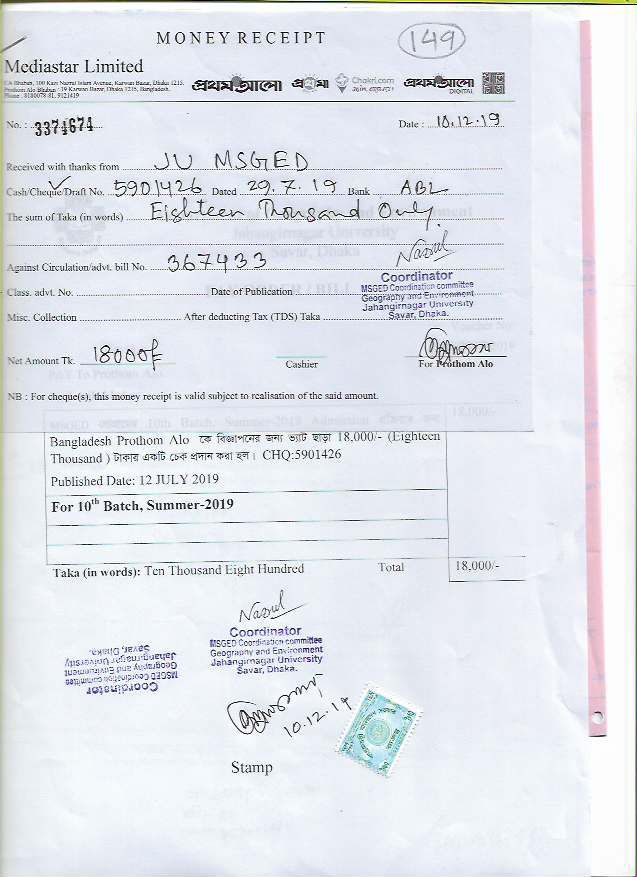 MONEY RECEIPT
149
Mediastar Limited
CA Bhaban, 100 Kazi Nazrul Islam Avenue, Karwan Bazar, Dhaka 1215,
Prothom Alo Bhaban : 19 Karwan Bazar, Dhaka 1215, Bangladesh.
Phone : 8180078-81, 9121419
প্রথম আলো Chakri.com প্রথম আলো DIGITAL
No. : 3374674 Date : 10.12.19
Received with thanks from JU MSGED
Cash/Cheque/Draft No. 5901426 Dated 29.7.19 Bank ABL
The sum of Taka (in words) Eighteen Thousand Only.
Jahangirnagar University
Savar, Dhaka
Against Circulation/advt. bill No. 367433
Coordinator
MSGED Coordination committee
Geography and Environment
Jahangirnagar University
Savar, Dhaka.
Class. advt. No. Date of Publication
Misc. Collection After deducting Tax (TDS) Taka
Net Amount Tk. 18000/- Cashier For Prothom Alo
NB : For cheque(s), this money receipt is valid subject to realisation of the said amount.
18,000/-
Bangladesh Prothom Alo কে বিজ্ঞাপনের জন্য ভ্যাট ছাড়া 18,000/- (Eighteen
Thousand ) টাকার একটি চেক প্রদান করা হল। CHQ:5901426
Published Date: 12 JULY 2019
For 10th Batch, Summer-2019
Taka (in words): Ten Thousand Eight Hundred Total 18,000/-
Coordinator
MSGED Coordination committee
Geography and Environment
Jahangirnagar University
Savar, Dhaka.
Coordinator
MSGED Coordination committee
Geography and Environment
Jahangirnagar University
Savar, Dhaka.
10.12.19
Stamp